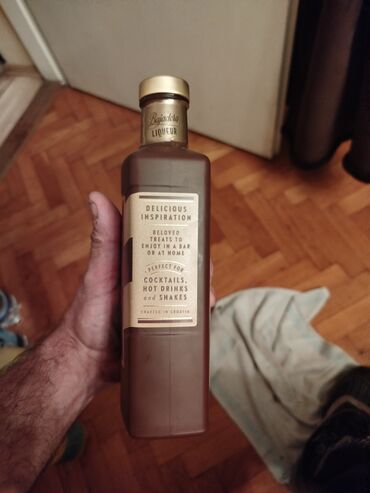 Bajadera
LIQUEUR
DELICIOUS
INSPIRATION
BELOVED
TREATS TO
ENJOY IN A BAR
OR AT HOME
PERFECT FOR
COCKTAILS,
HOT DRINKS
and SHAKES
CRAFTED IN CROATIA